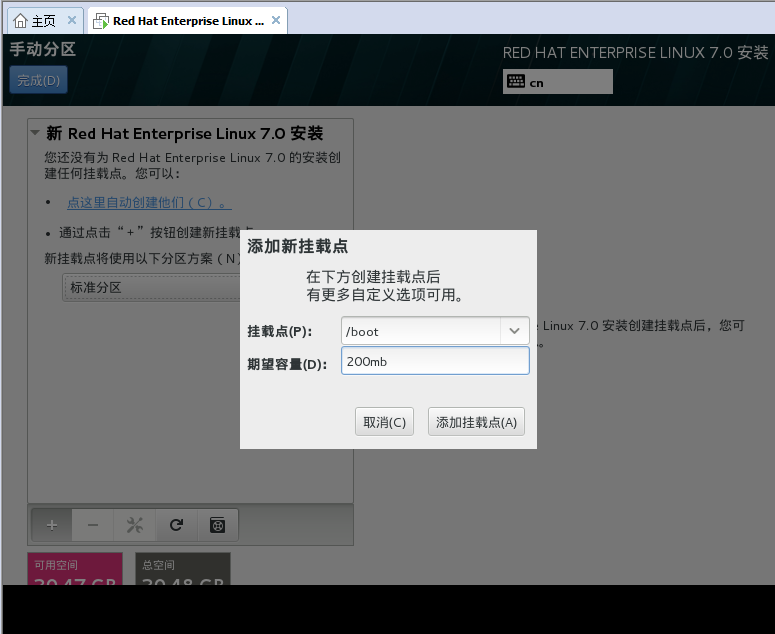 主页
Red Hat Enterprise Linux ...
手动分区
RED HAT ENTERPRISE LINUX 7.0 安装
完成(D)
cn
新 Red Hat Enterprise Linux 7.0 安装
您还没有为 Red Hat Enterprise Linux 7.0 的安装创
建任何挂载点。您可以：
点这里自动创建他们（C）。
通过点击“+”按钮创建新挂载
新挂载点将使用以下分区方案（N
标准分区
添加新挂载点
在下方创建挂载点后
有更多自定义选项可用。
挂载点(P)：
/boot
期望容量(D)：
200mb
取消(C)
添加挂载点(A)
Linux 7.0 安装创建挂载点后，您可
可用空间
总空间
20.48 GB